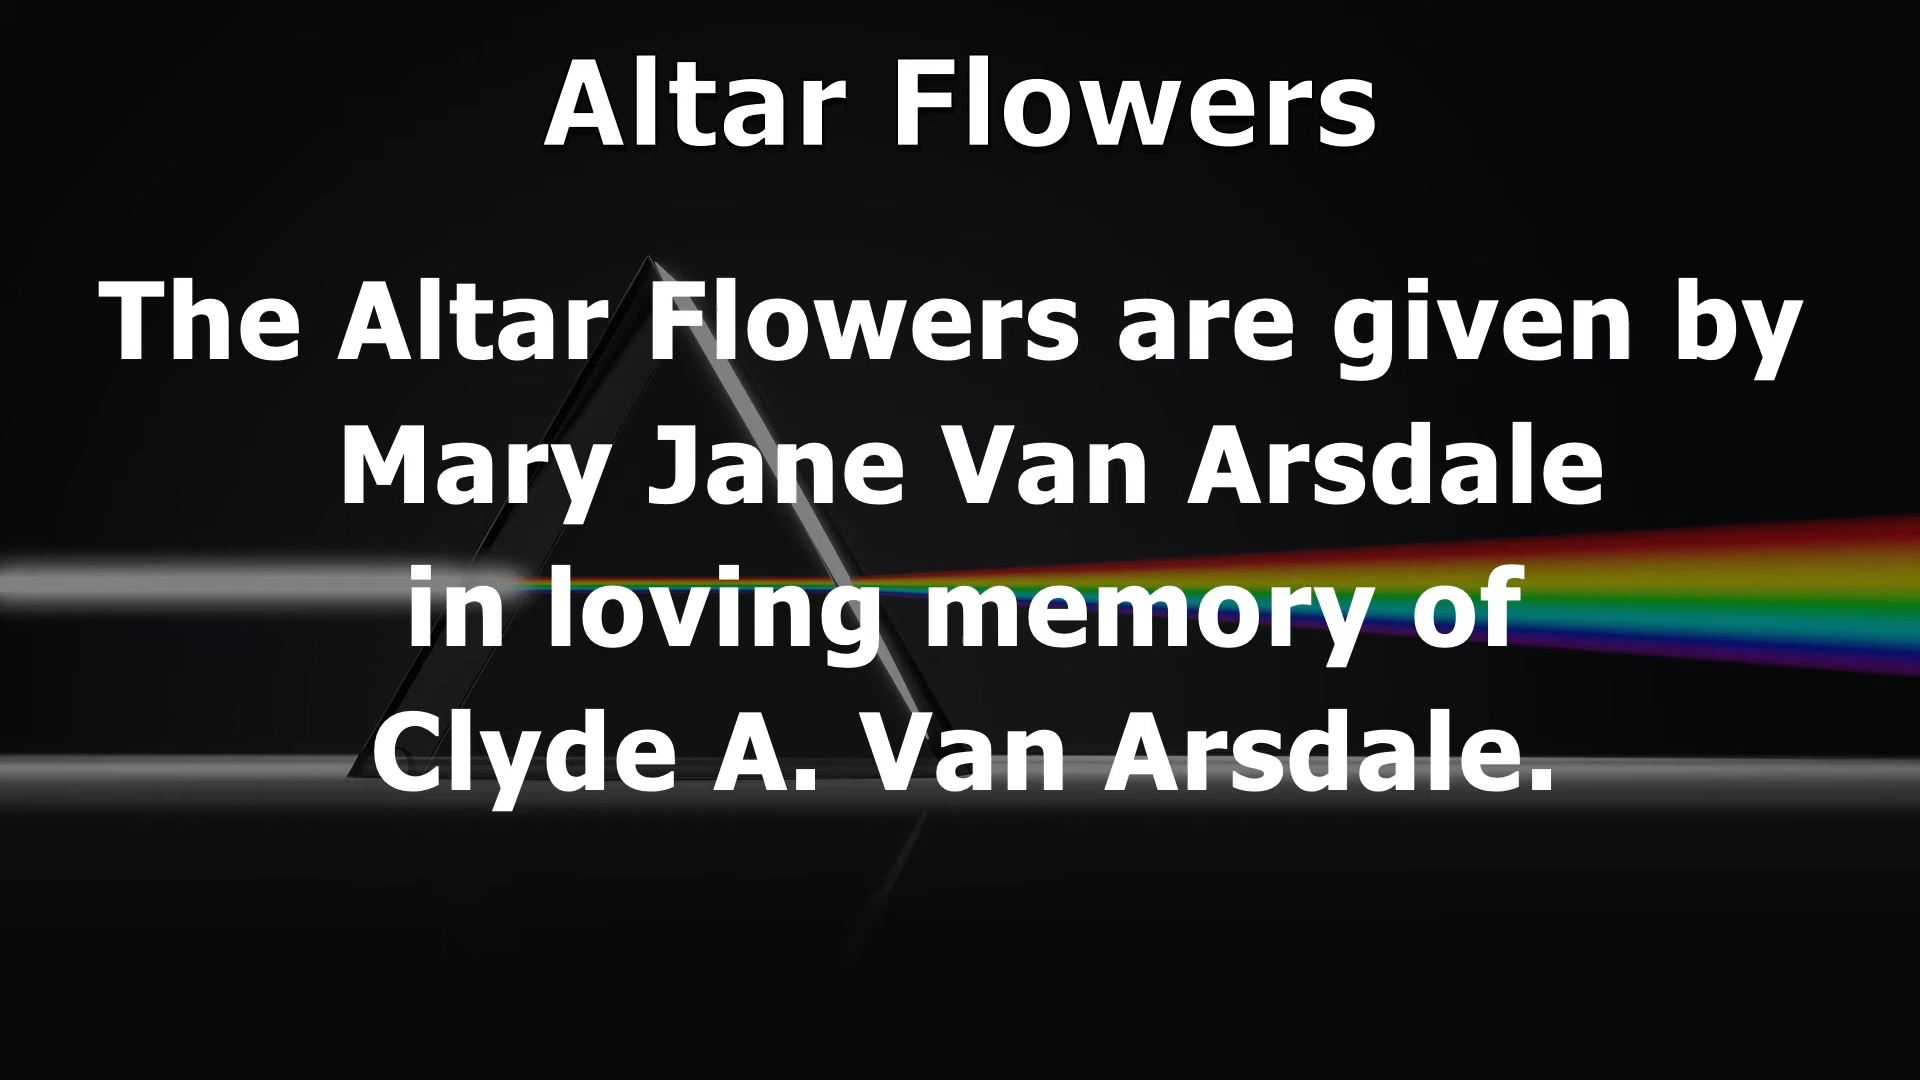 Altar Flowers
The Altar Flowers are given by
Mary Jane Van Arsdale
in loving memory of
Clyde A. Van Arsdale.